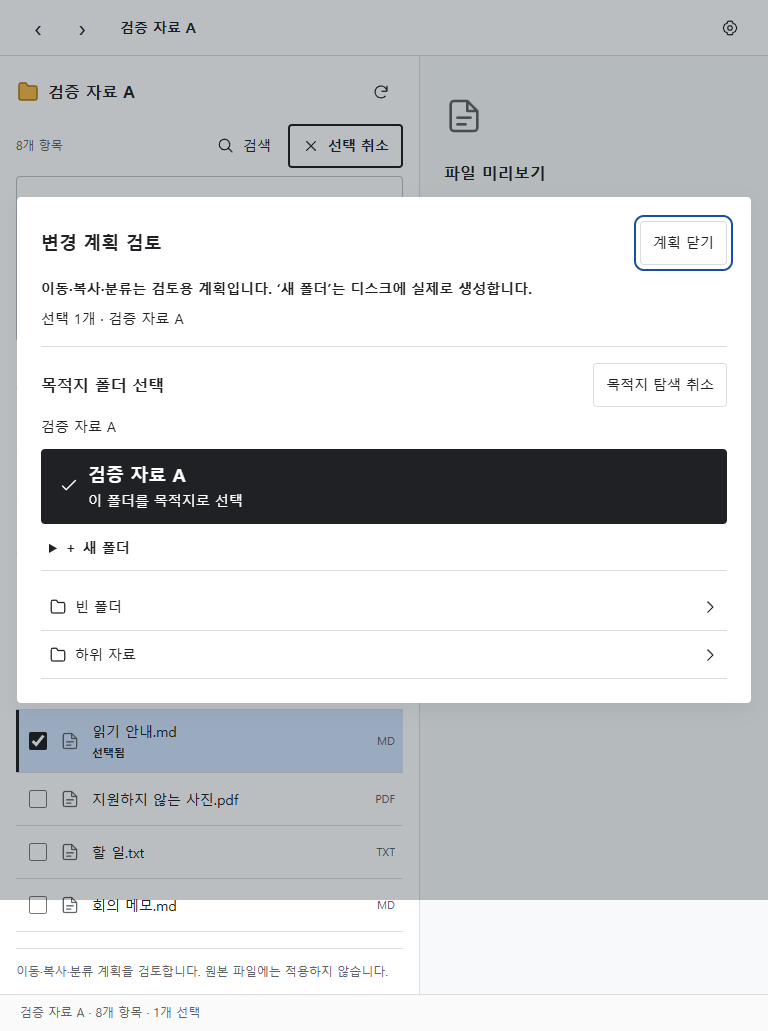 검증 자료 A
검증 자료 A
8개 항목
검색
선택 취소
파일 미리보기
변경 계획 검토
계획 닫기
이동·복사·분류는 검토용 계획입니다. ‘새 폴더’는 디스크에 실제로 생성합니다.
선택 1개 · 검증 자료 A
목적지 폴더 선택
목적지 탐색 취소
검증 자료 A
검증 자료 A
이 폴더를 목적지로 선택
+ 새 폴더
빈 폴더
하위 자료
읽기 안내.md
MD
선택됨
지원하지 않는 사진.pdf
PDF
할 일.txt
TXT
회의 메모.md
MD
이동·복사·분류 계획을 검토합니다. 원본 파일에는 적용하지 않습니다.
검증 자료 A · 8개 항목 · 1개 선택